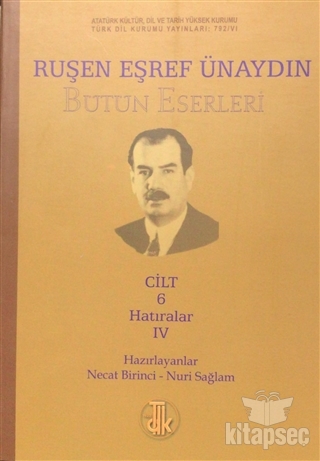 ATATÜRK KÜLTÜR, DİL VE TARİH YÜKSEK KURUMU
TÜRK DİL KURUMU YAYINLARI: 792/VI
RUŞEN EŞREF ÜNAYDIN
BÜTÜN ESERLERİ
CİLT
6
Hatıralar
IV
Hazırlayanlar
Necat Birinci - Nuri Sağlam
tdk
kitapsec